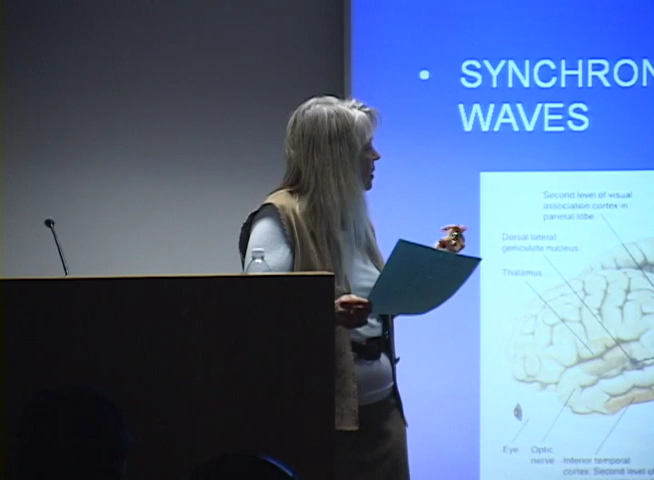 • SYNCHRON
WAVES
Second level of visual
association cortex in
parietal lobe
Dorsal lateral
geniculate nucleus
Thalamus
Eye
Optic
nerve
Inferior temporal
cortex. Second level of